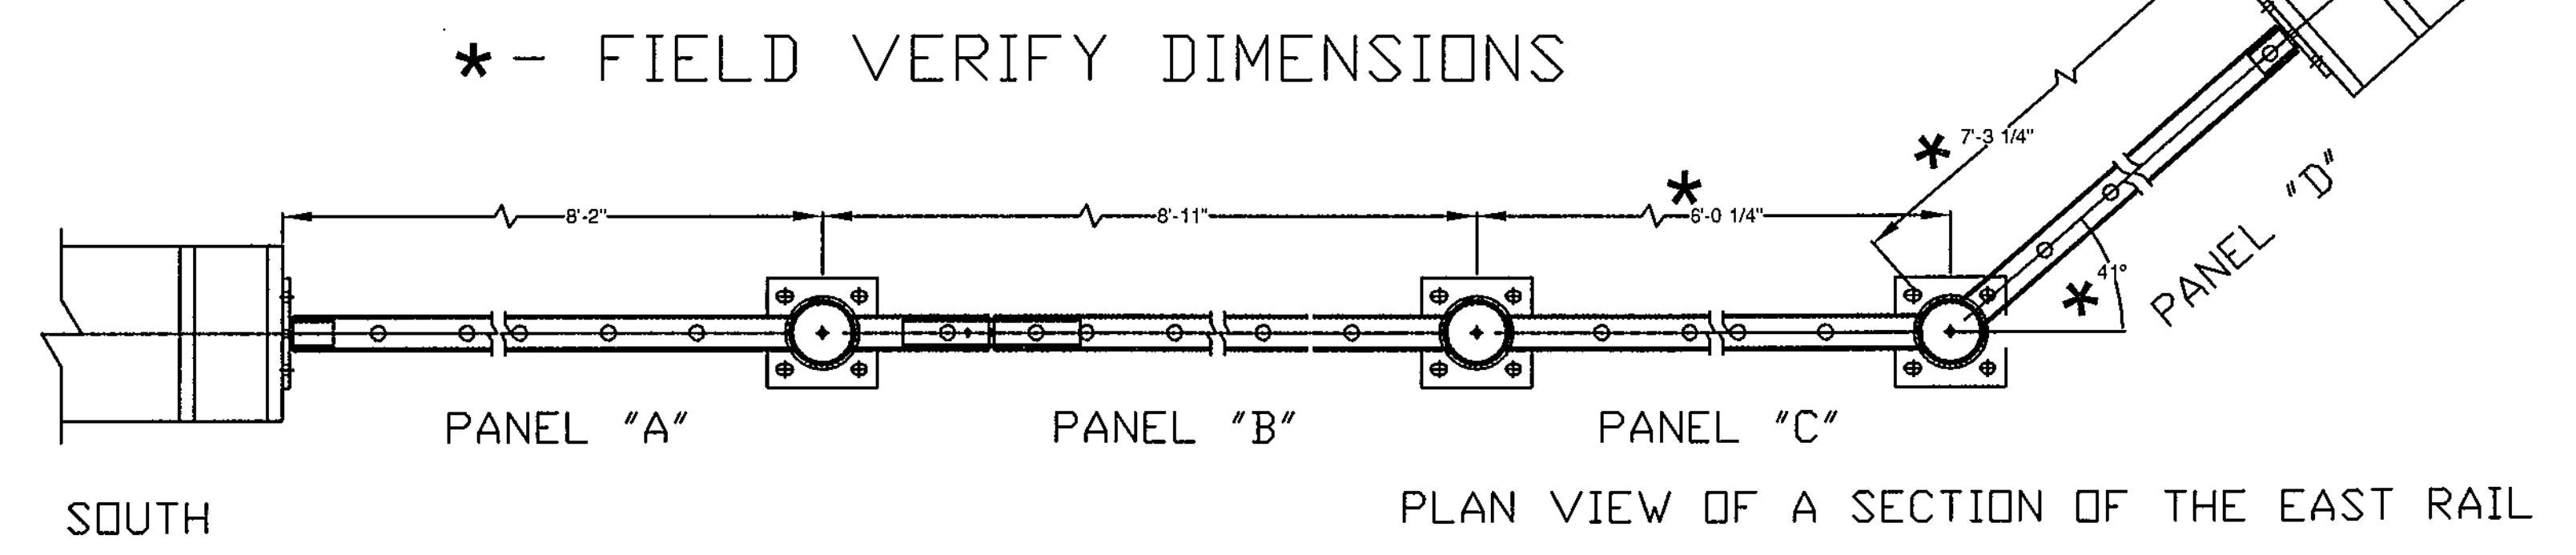 * - FIELD VERIFY DIMENSIONS
* 7'-3 1/4"
8'-2"
8'-11"
* 6'-0 1/4"
* 41°
PANEL "D"
PANEL "A"
PANEL "B"
PANEL "C"
SOUTH
PLAN VIEW OF A SECTION OF THE EAST RAIL